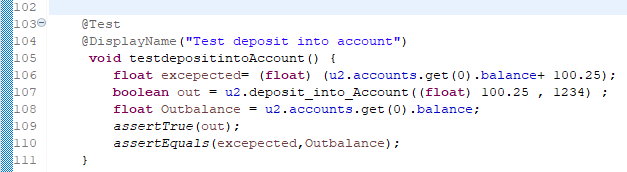 102
103 @Test
104 @DisplayName("Test deposit into account")
105 void testdepositintoAccount() {
106 float excepected= (float) (u2.accounts.get(0).balance+ 100.25);
107 boolean out = u2.deposit_into_Account((float) 100.25 , 1234) ;
108 float Outbalance = u2.accounts.get(0).balance;
109 assertTrue(out);
110 assertEquals(excepected,Outbalance);
111 }